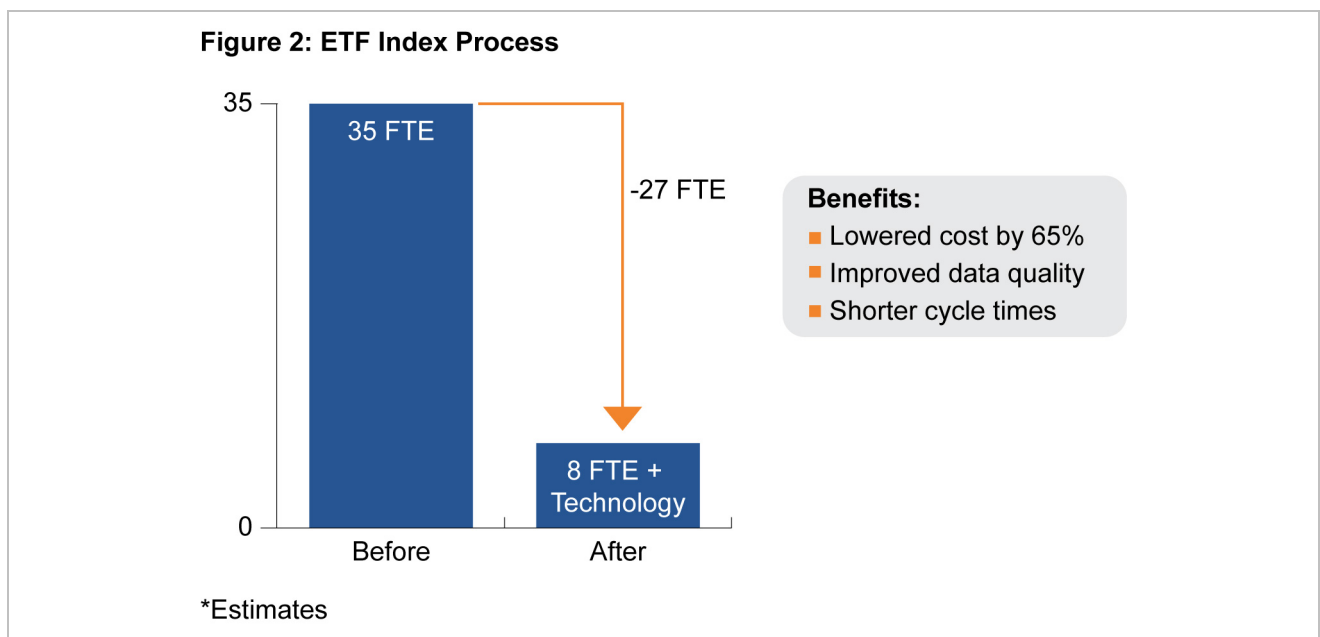 Figure 2: ETF Index Process
35
35 FTE
-27 FTE
Benefits:
Lowered cost by 65%
Improved data quality
Shorter cycle times
8 FTE +
Technology
0
Before
After
*Estimates